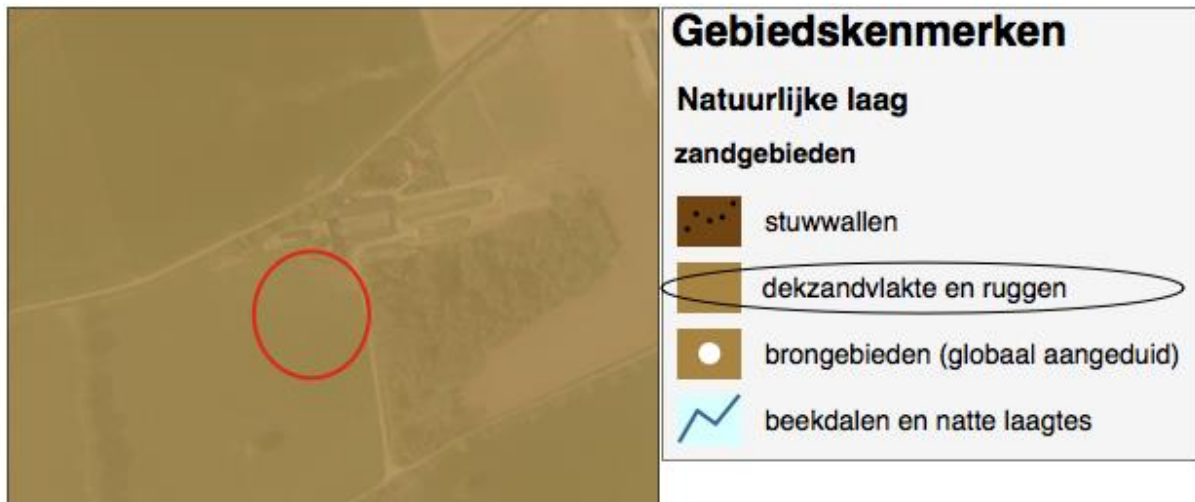 Gebiedskenmerken
Natuurlijke laag
zandgebieden
stuwwallen
dekzandvlakte en ruggen
brongebieden (globaal aangeduid)
beekdalen en natte laagtes